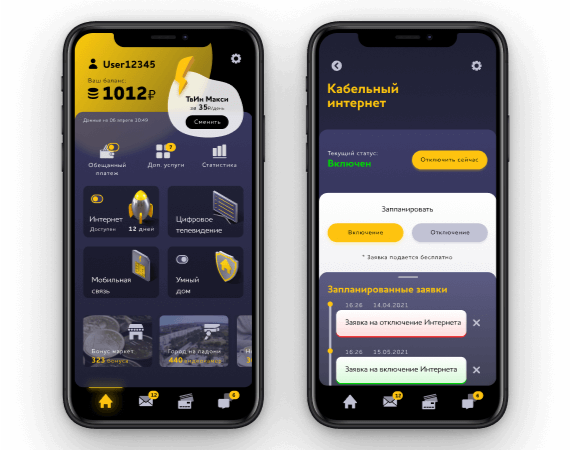 User12345
Ваш баланс:
1012₽
ТвИн Макси
за 35₽/день
Сменить
Данные на 26 апреля 20:49
Обещанный
платеж
7
Доп. услуги
Статистика
Интернет
Доступен 12 дней
Цифровое
телевидение
Мобильная
связь
Умный
дом
Бонус маркет
323 бонуса
Город на ладони
440
12
6
Кабельный
интернет
Текущий статус:
Включен
Отключить сейчас
Запланировать
Включение
Отключение
* Заявка подается бесплатно
Запланированные заявки
16:26 14.04.2021
Заявка на отключение Интернета
16:26 15.05.2021
Заявка на включение Интернета
12
6